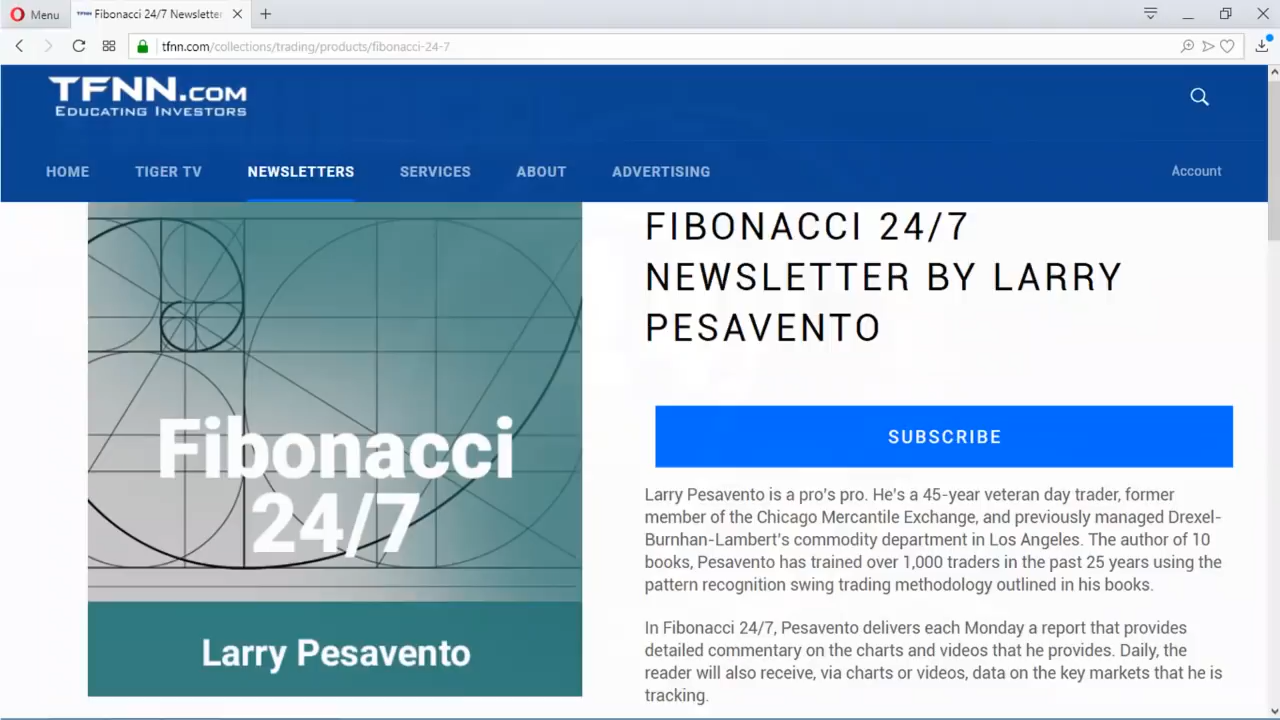 Menu
Fibonacci 24/7 Newslette
tfnn.com/collections/trading/products/fibonacci-24-7
TFNN.COM
EDUCATING INVESTORS
HOME TIGER TV NEWSLETTERS SERVICES ABOUT ADVERTISING Account
FIBONACCI 24/7
NEWSLETTER BY LARRY
PESAVENTO
Fibonacci
24/7
Larry Pesavento
SUBSCRIBE
Larry Pesavento is a pro's pro. He's a 45-year veteran day trader, former
member of the Chicago Mercantile Exchange, and previously managed Drexel-
Burnhan-Lambert's commodity department in Los Angeles. The author of 10
books, Pesavento has trained over 1,000 traders in the past 25 years using the
pattern recognition swing trading methodology outlined in his books.
In Fibonacci 24/7, Pesavento delivers each Monday a report that provides
detailed commentary on the charts and videos that he provides. Daily, the
reader will also receive, via charts or videos, data on the key markets that he is
tracking.